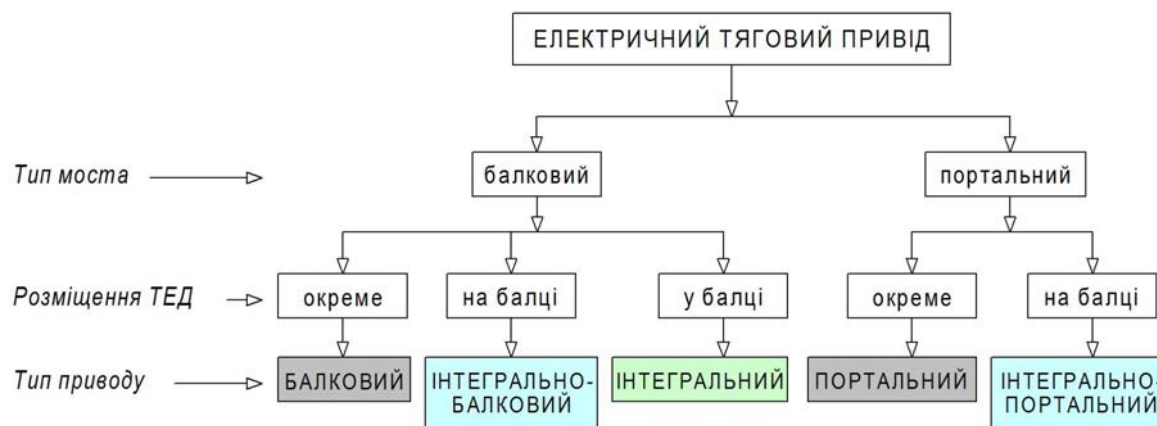 ЕЛЕКТРИЧНИЙ ТЯГОВИЙ ПРИВІД
Тип моста
балковий
портальний
Розміщення ТЕД
окреме
на балці
у балці
окреме
на балці
Тип приводу
БАЛКОВИЙ
ІНТЕГРАЛЬНО-
БАЛКОВИЙ
ІНТЕГРАЛЬНИЙ
ПОРТАЛЬНИЙ
ІНТЕГРАЛЬНО-
ПОРТАЛЬНИЙ